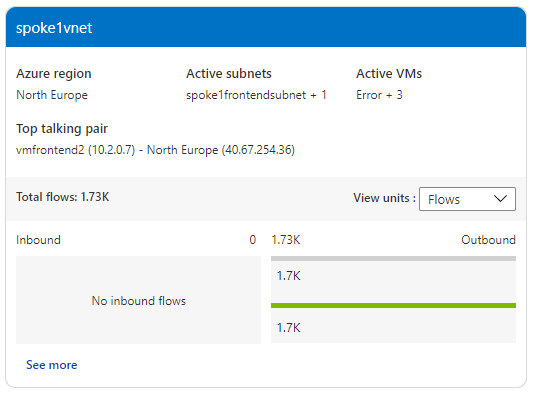 spoke1vnet
Azure region Active subnets Active VMs
North Europe spoke1frontendsubnet + 1 Error + 3
Top talking pair
vmfrontend2 (10.2.0.7) - North Europe (40.67.254.36)
Total flows: 1.73K View units : Flows
Inbound 0 1.73K Outbound
1.7K
No inbound flows
1.7K
See more